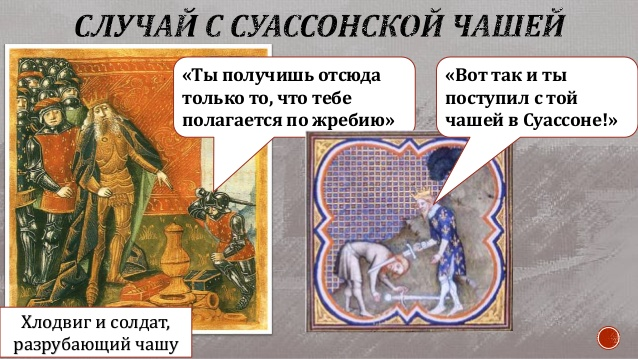 СЛУЧАЙ С СУАССОНСКОЙ ЧАШЕЙ
«Ты получишь отсюда
только то, что тебе
полагается по жребию»
«Вот так и ты
поступил с той
чашей в Суассоне!»
Хлодвиг и солдат,
разрубающий чашу